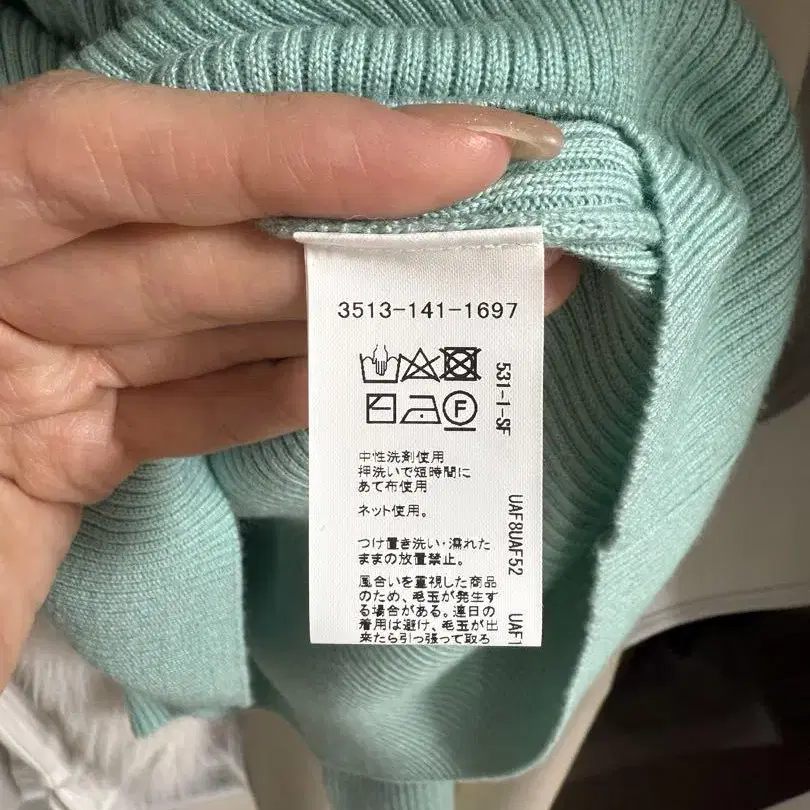 3513-141-1697
F
531-1-SF
中性洗剤使用
押洗いで短時間に
あて布使用
ネット使用。
UAF8UAF52
UAF1
つけ置き洗い・濡れた
ままの放置禁止。
風合いを重視した商品
のため、毛玉が発生す
る場合がある。連日の
着用は避け、毛玉が出
来たら引っ張って取ろ